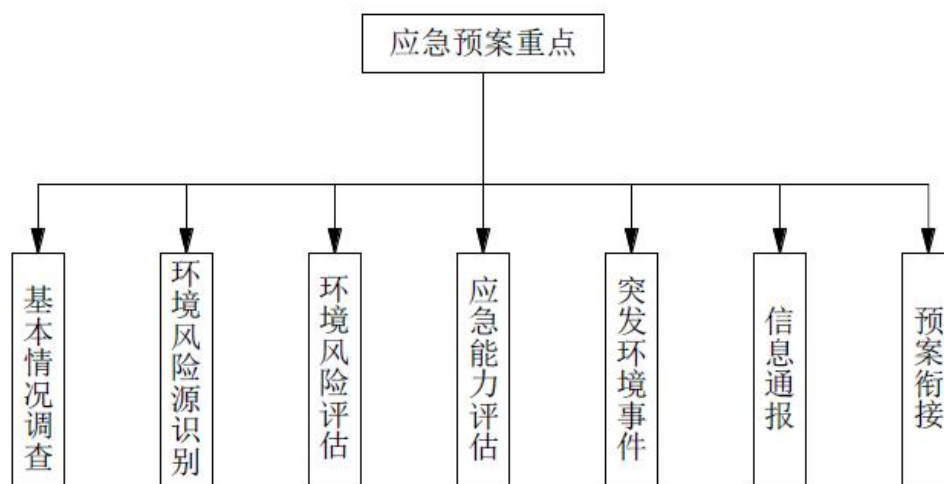 应急预案重点
基本情况调查
环境风险源识别
环境风险评估
应急能力评估
突发环境事件
信息通报
预案衔接